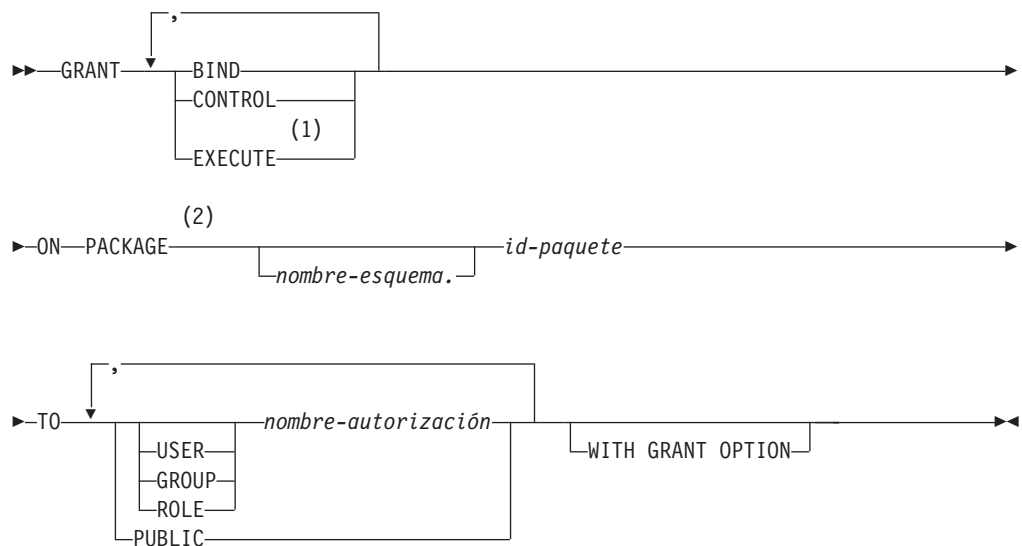 ,
GRANT BIND
CONTROL
(1)
EXECUTE
(2)
ON PACKAGE id-paquete
nombre-esquema.
,
TO nombre-autorización
USER WITH GRANT OPTION
GROUP
ROLE
PUBLIC